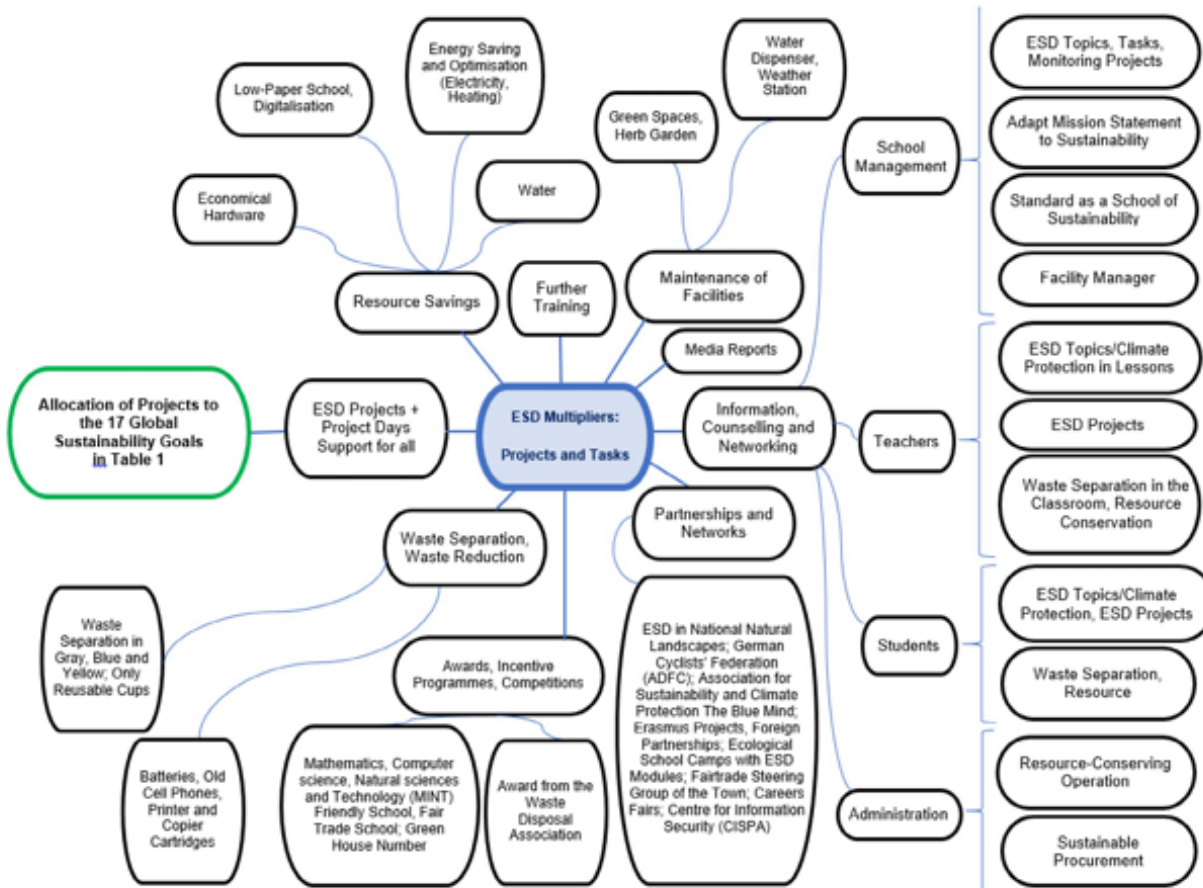 Energy Saving
and Optimisation
(Electricity,
Heating)
Low-Paper School,
Digitalisation
Water
Economical
Hardware
Resource Savings
Further
Training
Water
Dispenser,
Weather
Station
Green Spaces,
Herb Garden
Maintenance of
Facilities
Media Reports
Allocation of Projects to
the 17 Global
Sustainability Goals
in Table 1
ESD Projects +
Project Days
Support for all
ESD Multipliers:
Projects and Tasks
Information,
Counselling and
Networking
Partnerships and
Networks
ESD in National Natural
Landscapes; German
Cyclists' Federation
(ADFC); Association for
Sustainability and Climate
Protection The Blue Mind;
Erasmus Projects, Foreign
Partnerships; Ecological
School Camps with ESD
Modules; Fairtrade Steering
Group of the Town; Careers
Fairs; Centre for Information
Security (CISPA)
Waste Separation,
Waste Reduction
Waste
Separation in
Gray, Blue and
Yellow; Only
Reusable Cups
Batteries, Old
Cell Phones,
Printer and
Copier
Cartridges
Awards, Incentive
Programmes, Competitions
Mathematics, Computer
science, Natural sciences
and Technology (MINT)
Friendly School, Fair
Trade School; Green
House Number
Award from the
Waste
Disposal
Association
School
Management
ESD Topics, Tasks,
Monitoring Projects
Adapt Mission Statement
to Sustainability
Standard as a School of
Sustainability
Facility Manager
Teachers
ESD Topics/Climate
Protection in Lessons
ESD Projects
Waste Separation in the
Classroom, Resource
Conservation
Students
ESD Topics/Climate
Protection, ESD Projects
Waste Separation,
Resource
Administration
Resource-Conserving
Operation
Sustainable
Procurement